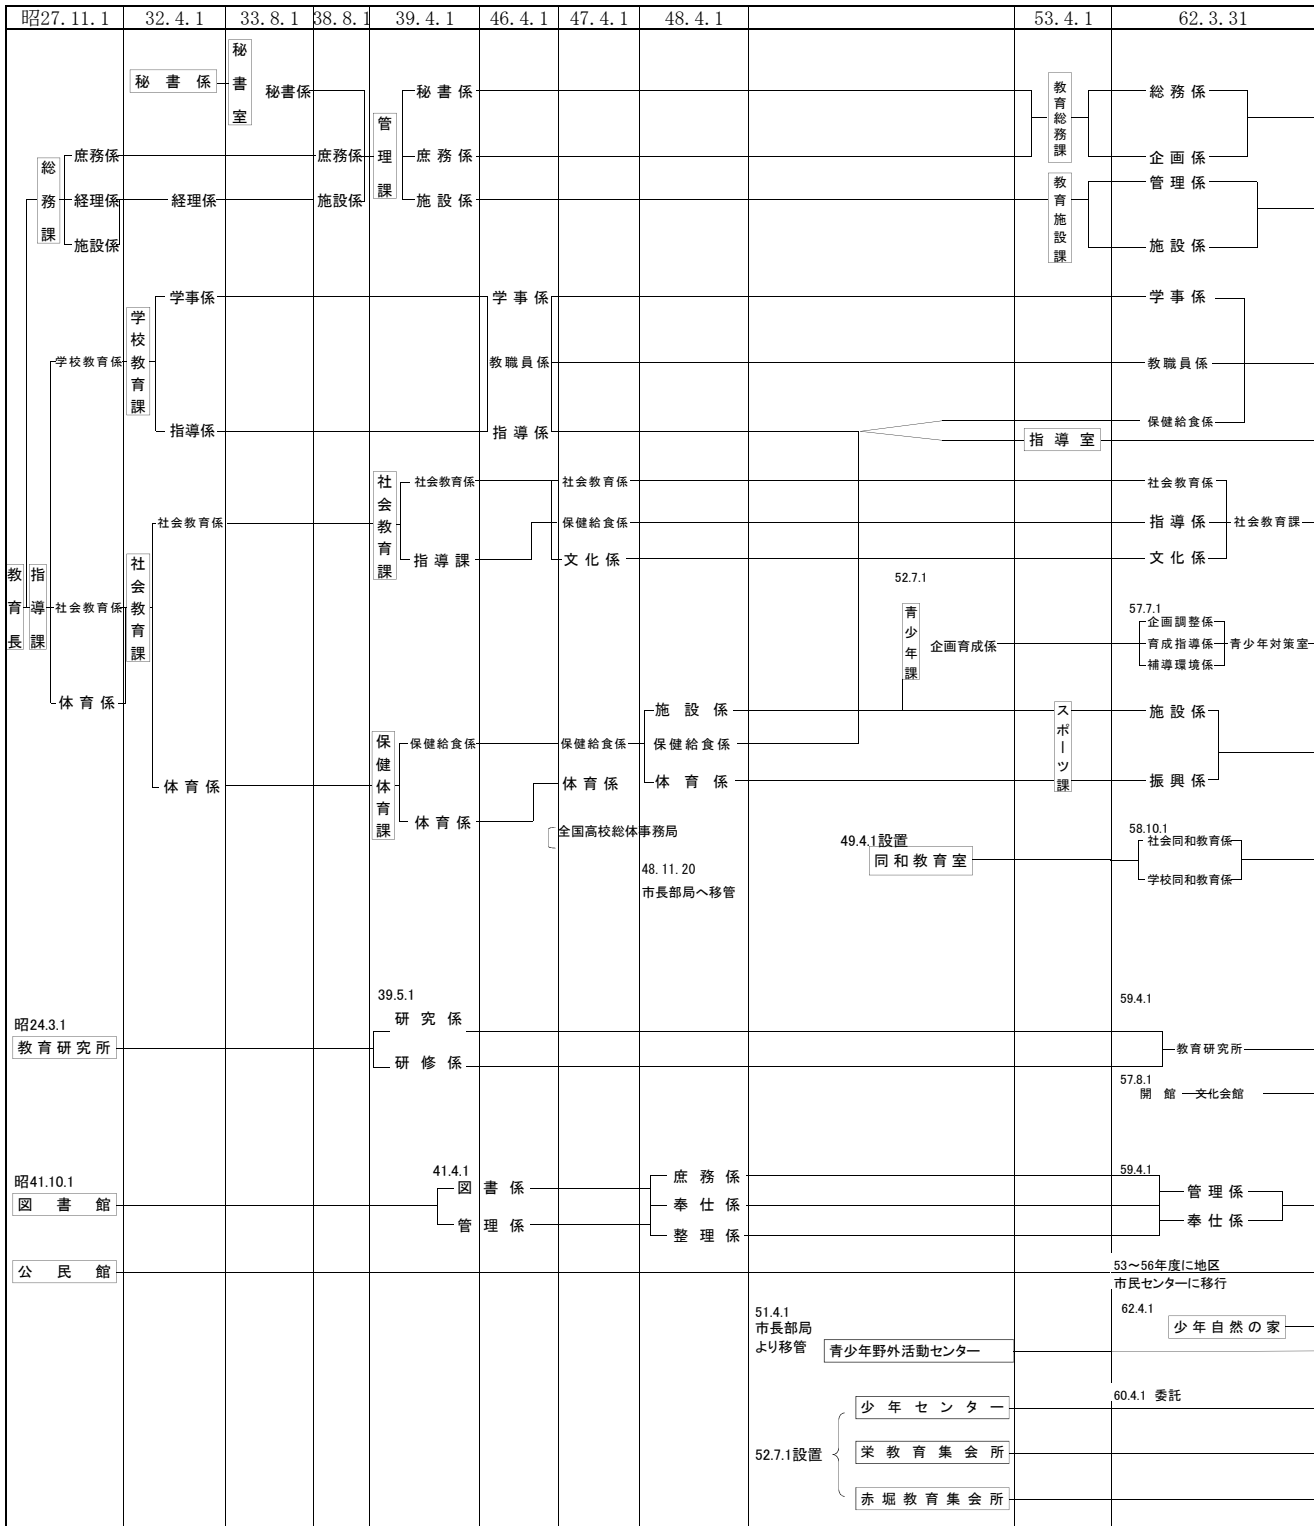 昭27.11.1 32.4.1 33.8.1 38.8.1 39.4.1 46.4.1 47.4.1 48.4.1 53.4.1 62.3.31
秘書係
秘書室
秘書係
秘書係
教育総務課
総務係
総務課
庶務係
庶務係
管理課
庶務係
企画係
経理係
経理係
施設係
施設係
教育施設課
管理係
施設係
施設係
学校教育係
学校教育課
学事係
学事係
学事係
教職員係
教職員係
指導係
指導係
保健給食係
指導室
教育長
指導課
社会教育係
社会教育課
社会教育係
社会教育課
社会教育係
社会教育係
社会教育係
保健給食係
指導係
社会教育課
指導課
文化係
文化係
52.7.1
青少年課
企画育成係
57.7.1
企画調整係
育成指導係
青少年対策室
補導環境係
体育係
体育係
保健体育課
保健給食係
保健給食係
施設係
保健給食係
体育係
スポーツ課
施設係
振興係
体育係
体育係
全国高校総体事務局
48.11.20
市長部局へ移管
49.4.1設置
同和教育室
58.10.1
社会同和教育係
学校同和教育係
昭24.3.1
教育研究所
39.5.1
研究係
研修係
59.4.1
教育研究所
57.8.1
開館
文化会館
昭41.10.1
図書館
41.4.1
図書係
管理係
庶務係
奉仕係
整理係
59.4.1
管理係
奉仕係
公民館
53～56年度に地区
市民センターに移行
51.4.1
市長部局
より移管
青少年野外活動センター
62.4.1
少年自然の家
52.7.1設置
少年センター
60.4.1 委託
栄教育集会所
赤堀教育集会所